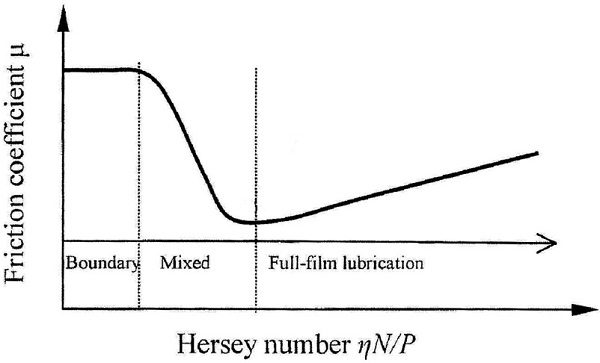 Friction coefficient μ
Boundary Mixed Full-film lubrication
Hersey number ηN/P